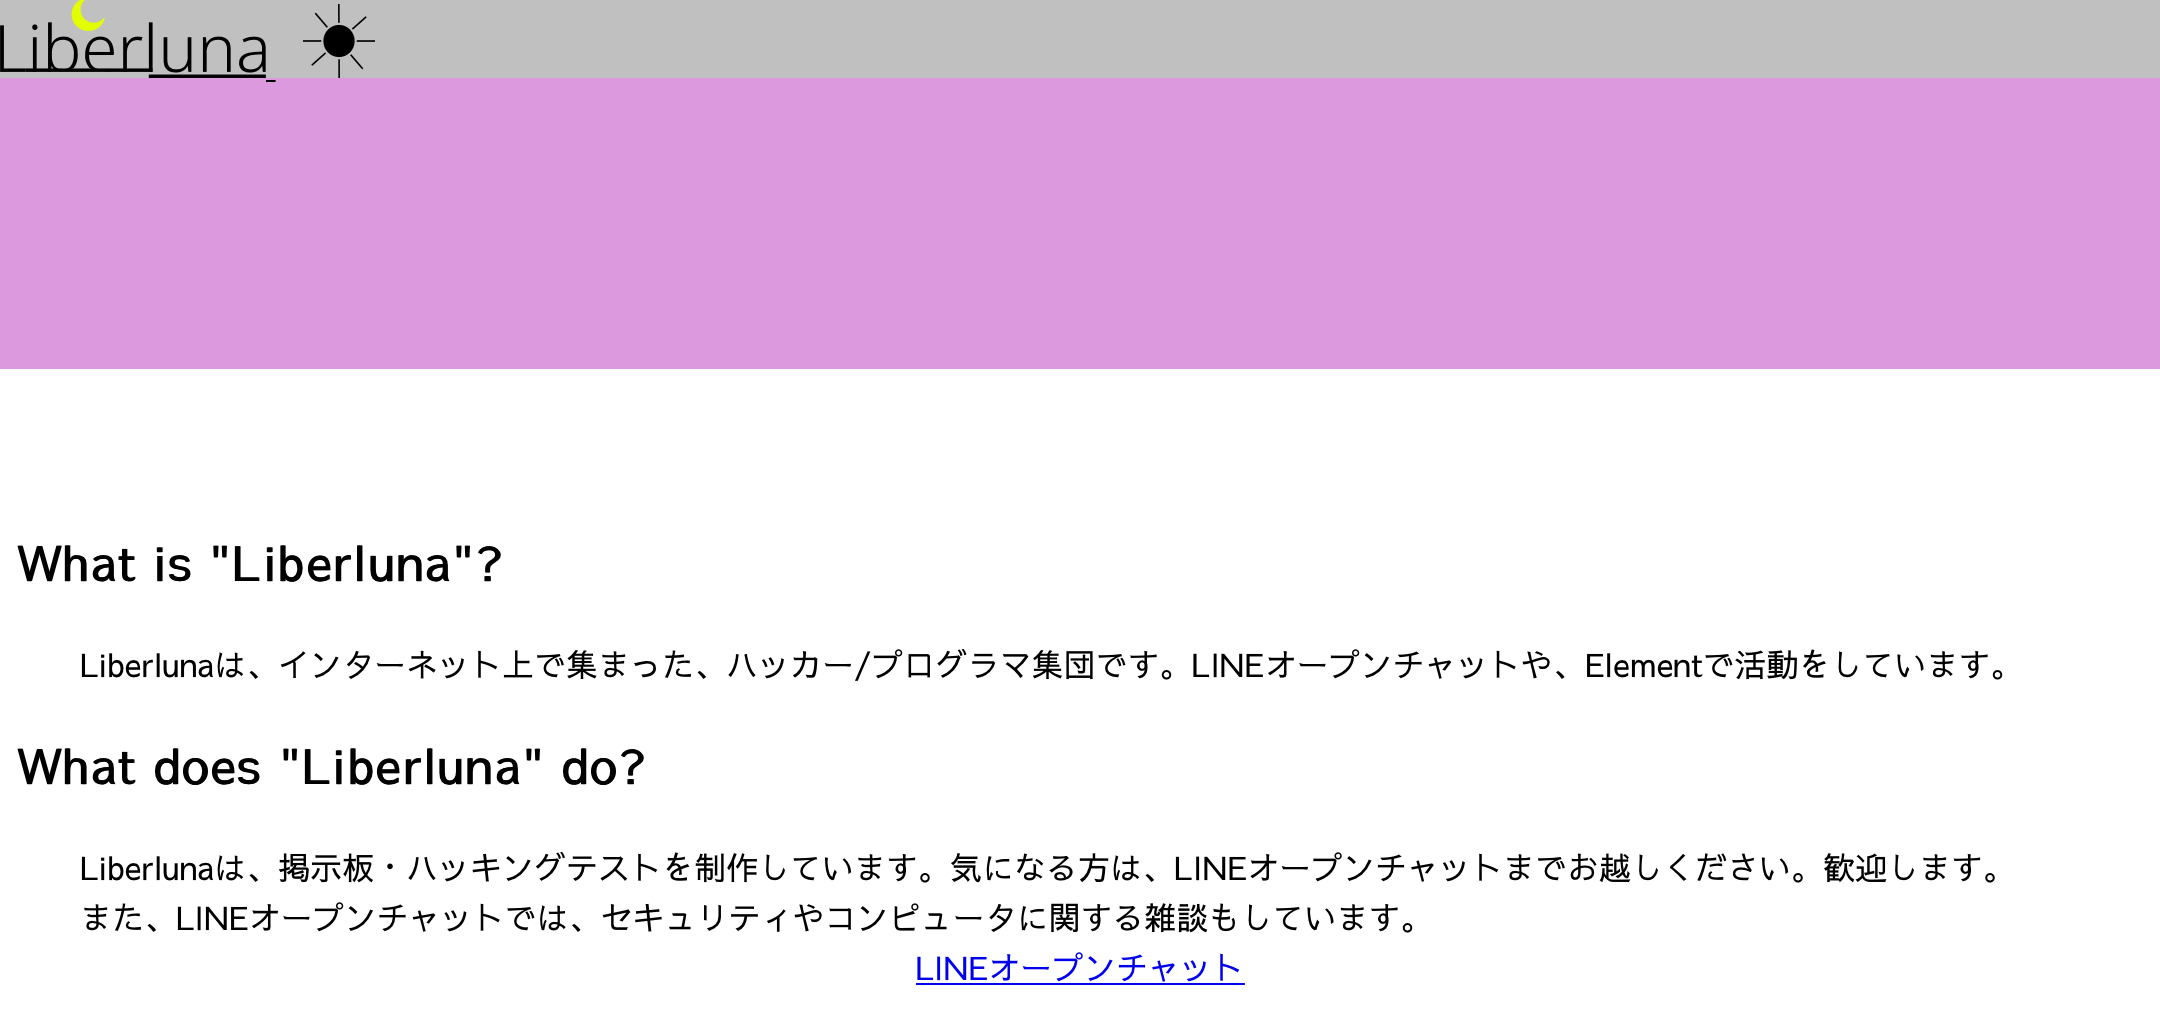 Liberluna
What is "Liberluna"?
Liberlunaは、インターネット上で集まった、ハッカー/プログラマ集団です。LINEオープンチャットや、Elementで活動をしています。
What does "Liberluna" do?
Liberlunaは、掲示板・ハッキングテストを制作しています。気になる方は、LINEオープンチャットまでお越しください。歓迎します。
また、LINEオープンチャットでは、セキュリティやコンピュータに関する雑談もしています。
LINEオープンチャット